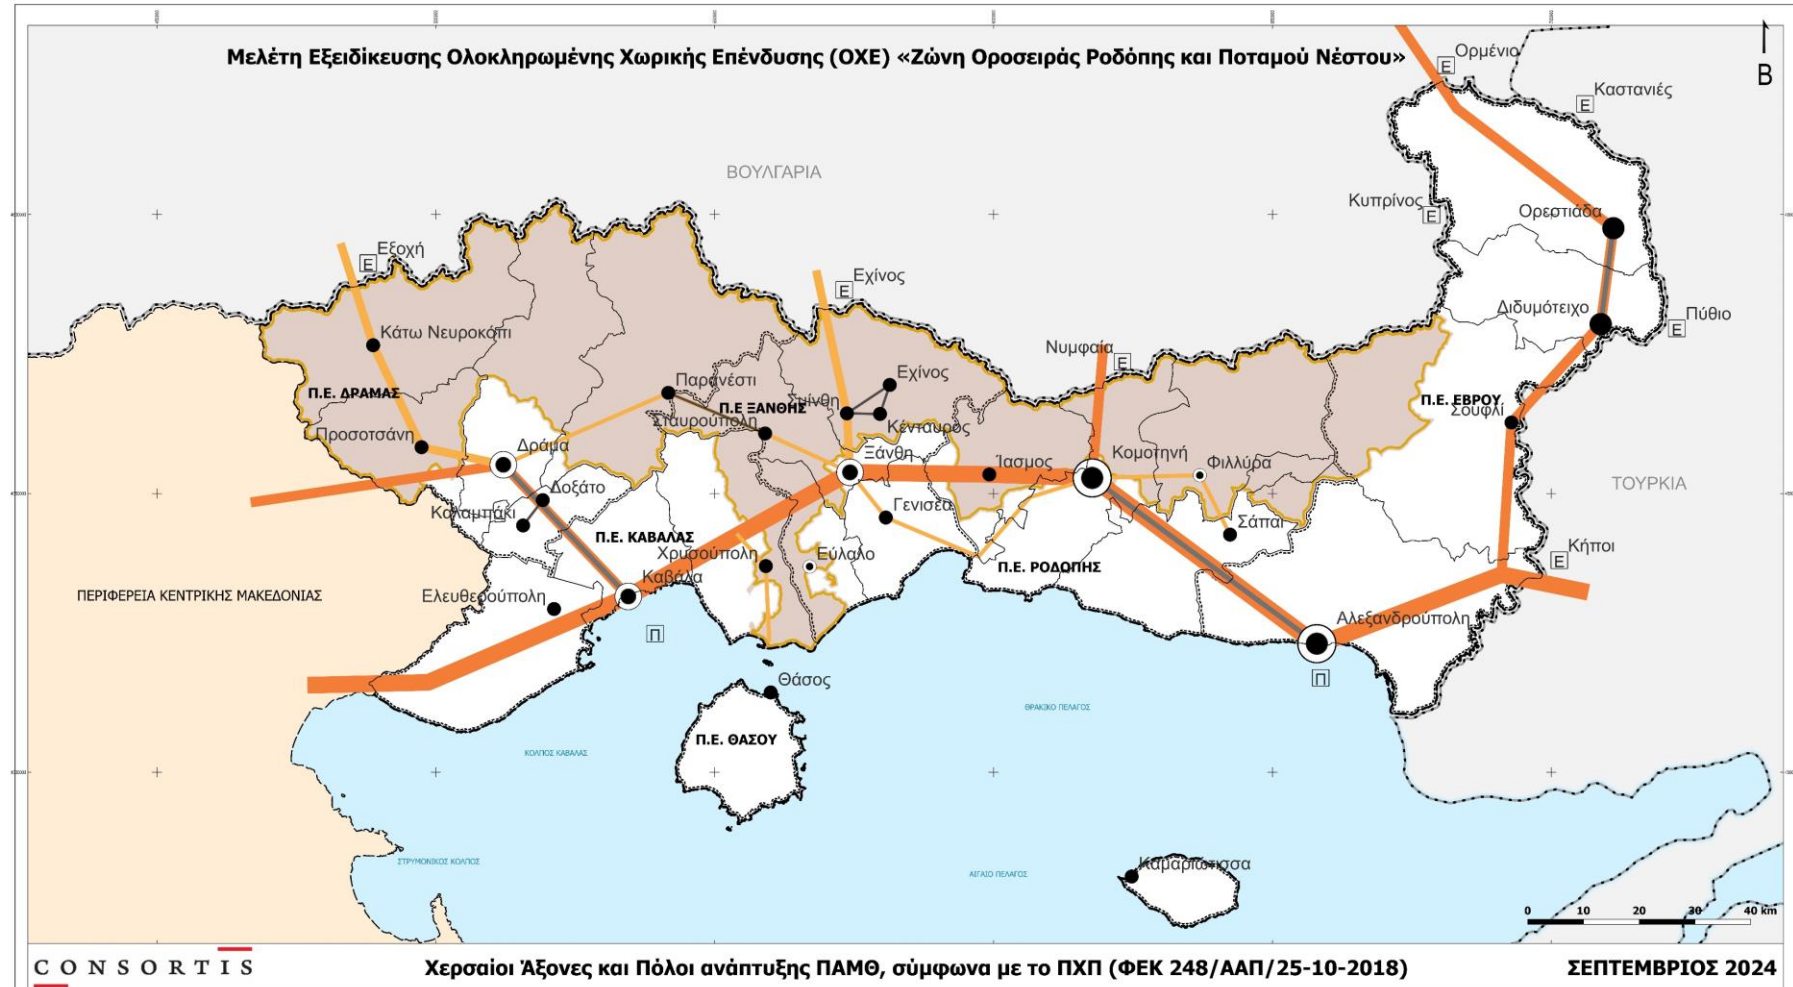 Μελέτη Εξειδίκευσης Ολοκληρωμένης Χωρικής Επένδυσης (ΟΧΕ) «Ζώνη Οροσειράς Ροδόπης και Ποταμού Νέστου»
Ορμένιο
Ε
Β
Καστανιές
Ε
ΒΟΥΛΓΑΡΙΑ
Κυπρίνος
Ε
Ορεστιάδα
Εξοχή
Ε
Εχίνος
Ε
Διδυμότειχο
Πύθιο
Ε
Κάτω Νευροκόπι
Νυμφαία
Ε
Παρανέστι
Εχίνος
Π.Ε. ΔΡΑΜΑΣ
Π.Ε ΞΑΝΘΗΣ
Σμίνθη
Π.Ε. ΕΒΡΟΥ
Σουφλί
Σταυρούπολη
Κένταυρος
Προσοτσάνη
Δράμα
Ξάνθη
Ίασμος
Κομοτηνή
Φιλλύρα
ΤΟΥΡΚΙΑ
Δοξάτο
Καλαμπάκι
Γενισέα
Σάπαι
Π.Ε. ΚΑΒΑΛΑΣ
Χρυσούπολη
Εύλαλο
Π.Ε. ΡΟΔΟΠΗΣ
Κήποι
Ε
Καβάλα
ΠΕΡΙΦΕΡΕΙΑ ΚΕΝΤΡΙΚΗΣ ΜΑΚΕΔΟΝΙΑΣ
Ελευθερούπολη
Αλεξανδρούπολη
Π
Π
Θάσος
ΘΡΑΚΙΚΟ ΠΕΛΑΓΟΣ
Π.Ε. ΘΑΣΟΥ
ΚΟΛΠΟΣ ΚΑΒΑΛΑΣ
ΣΤΡΥΜΟΝΙΚΟΣ ΚΟΛΠΟΣ
ΑΙΓΑΙΟ ΠΕΛΑΓΟΣ
Καμαριώτισσα
0 10 20 30 40 km
CONSORTIS
Χερσαίοι Άξονες και Πόλοι ανάπτυξης ΠΑΜΘ, σύμφωνα με το ΠΧΠ (ΦΕΚ 248/ΑΑΠ/25-10-2018)
ΣΕΠΤΕΜΒΡΙΟΣ 2024